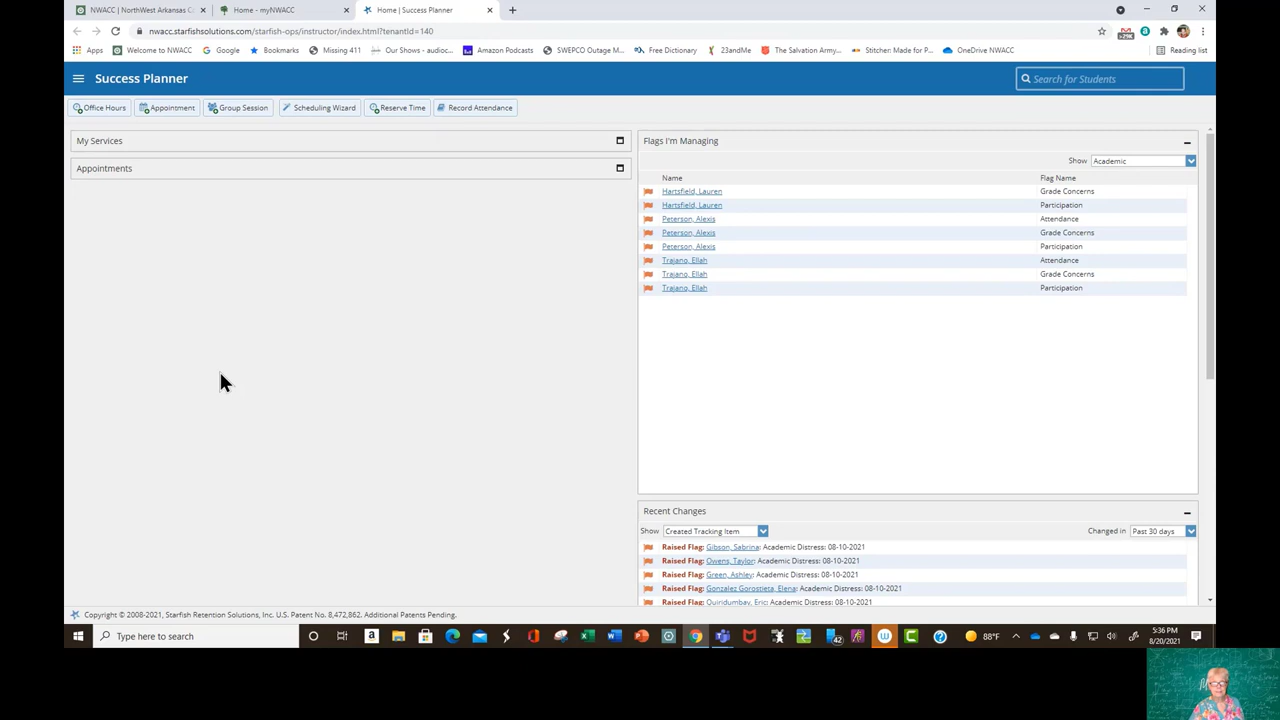 NWACC | NorthWest Arkansas C
Home - myNWACC
Home | Success Planner
nwacc.starfishsolutions.com/starfish-ops/instructor/index.html?tenantId=140
Apps
Welcome to NWACC
Google
Bookmarks
Missing 411
Our Shows - audioc...
Amazon Podcasts
SWEPCO Outage M...
Free Dictionary
23andMe
The Salvation Army...
Stitcher: Made for P...
OneDrive NWACC
Reading list
Success Planner
Search for Students
Office Hours
Appointment
Group Session
Scheduling Wizard
Reserve Time
Record Attendance
My Services
Appointments
Flags I'm Managing
Show Academic
Name Flag Name
Hartsfield, Lauren Grade Concerns
Hartsfield, Lauren Participation
Peterson, Alexis Attendance
Peterson, Alexis Grade Concerns
Peterson, Alexis Participation
Trajano, Ellah Attendance
Trajano, Ellah Grade Concerns
Trajano, Ellah Participation
Recent Changes
Show Created Tracking Item Changed in Past 30 days
Raised Flag: Gibson, Sabrina: Academic Distress: 08-10-2021
Raised Flag: Owens, Taylor: Academic Distress: 08-10-2021
Raised Flag: Green, Ashley: Academic Distress: 08-10-2021
Raised Flag: Gonzalez Gorostieta, Elena: Academic Distress: 08-10-2021
Raised Flag: Quiridumbay, Eric: Academic Distress: 08-10-2021
Copyright © 2008-2021, Starfish Retention Solutions, Inc. U.S. Patent No. 8,472,862. Additional Patents Pending.
Type here to search
42
88°F
5:36 PM
8/20/2021